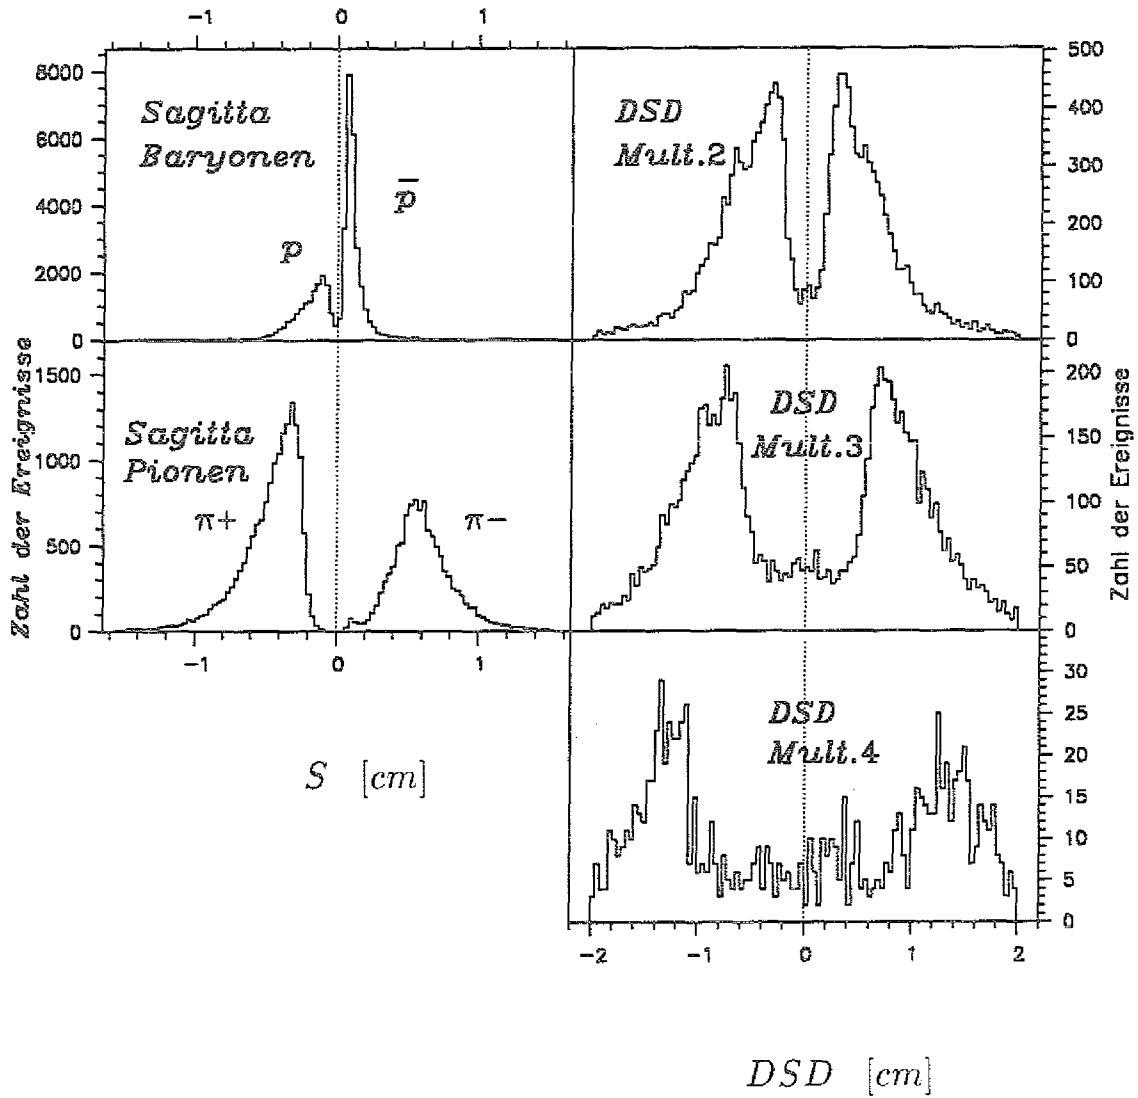 −1 0 1
8000
6000
4000
2000
0
Sagitta
Baryonen
p
p̅
DSD
Mult.2
500
400
300
200
100
0
Zahl der Ereignisse
1500
1000
500
0
Sagitta
Pionen
π+
π−
−1 0 1
S [cm]
DSD
Mult.3
200
150
100
50
0
Zahl der Ereignisse
DSD
Mult.4
30
25
20
15
10
5
0
−2 −1 0 1 2
DSD [cm]